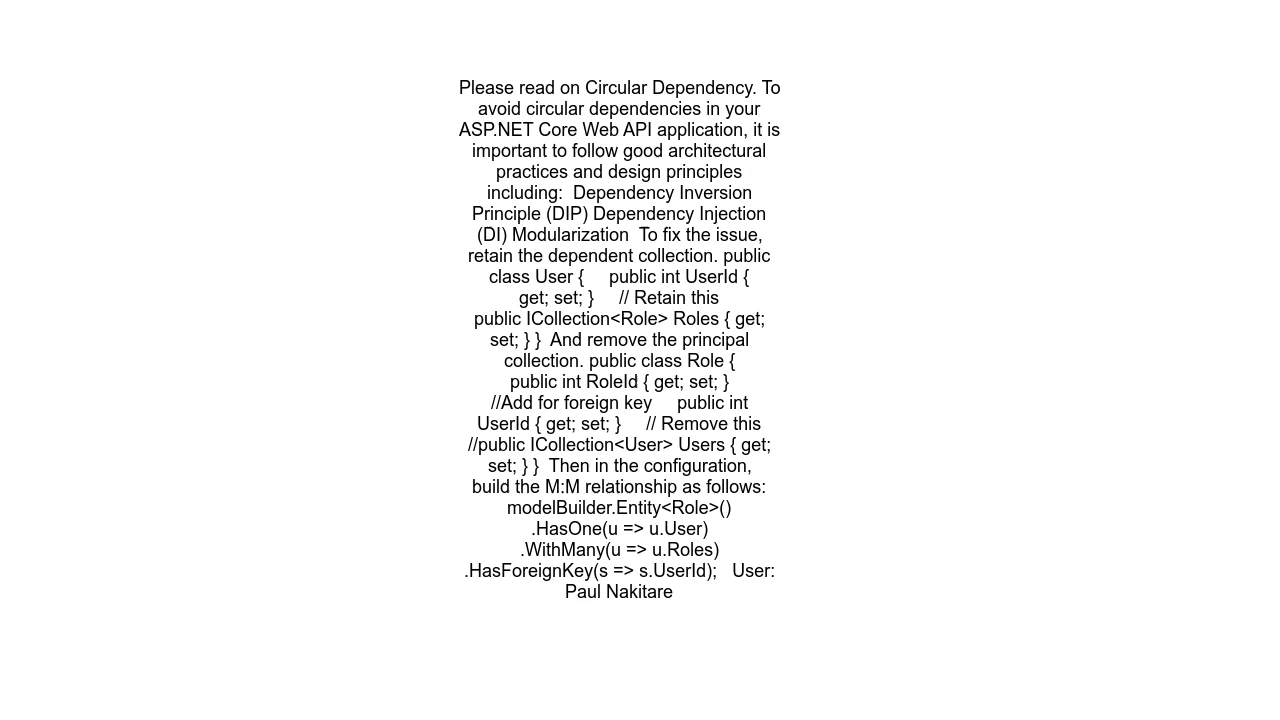 Please read on Circular Dependency. To
avoid circular dependencies in your
ASP.NET Core Web API application, it is
important to follow good architectural
practices and design principles
including:  Dependency Inversion
Principle (DIP) Dependency Injection
(DI) Modularization  To fix the issue,
retain the dependent collection. public
class User {     public int UserId {
get; set; }     // Retain this
public ICollection<Role> Roles { get;
set; } }  And remove the principal
collection. public class Role {
public int RoleId { get; set; }
//Add for foreign key     public int
UserId { get; set; }     // Remove this
//public ICollection<User> Users { get;
set; } }  Then in the configuration,
build the M:M relationship as follows:
modelBuilder.Entity<Role>()
.HasOne(u => u.User)
.WithMany(u => u.Roles)
.HasForeignKey(s => s.UserId);   User:
Paul Nakitare